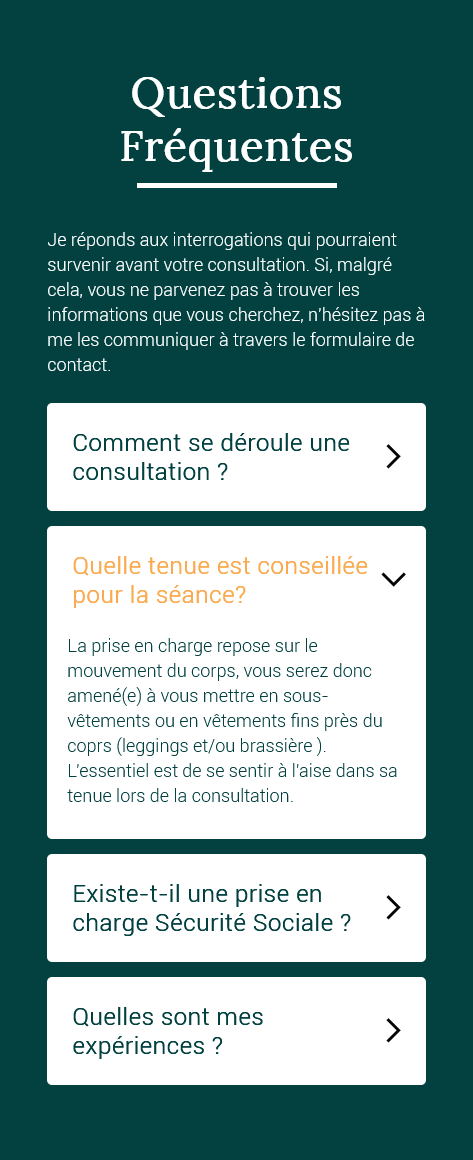 Questions
Fréquentes
Je réponds aux interrogations qui pourraient
survenir avant votre consultation. Si, malgré
cela, vous ne parvenez pas à trouver les
informations que vous cherchez, n'hésitez pas à
me les communiquer à travers le formulaire de
contact.
Comment se déroule une
consultation ?
Quelle tenue est conseillée
pour la séance?
La prise en charge repose sur le
mouvement du corps, vous serez donc
amené(e) à vous mettre en sous-
vêtements ou en vêtements fins près du
coprs (leggings et/ou brassière ).
L'essentiel est de se sentir à l'aise dans sa
tenue lors de la consultation.
Existe-t-il une prise en
charge Sécurité Sociale ?
Quelles sont mes
expériences ?